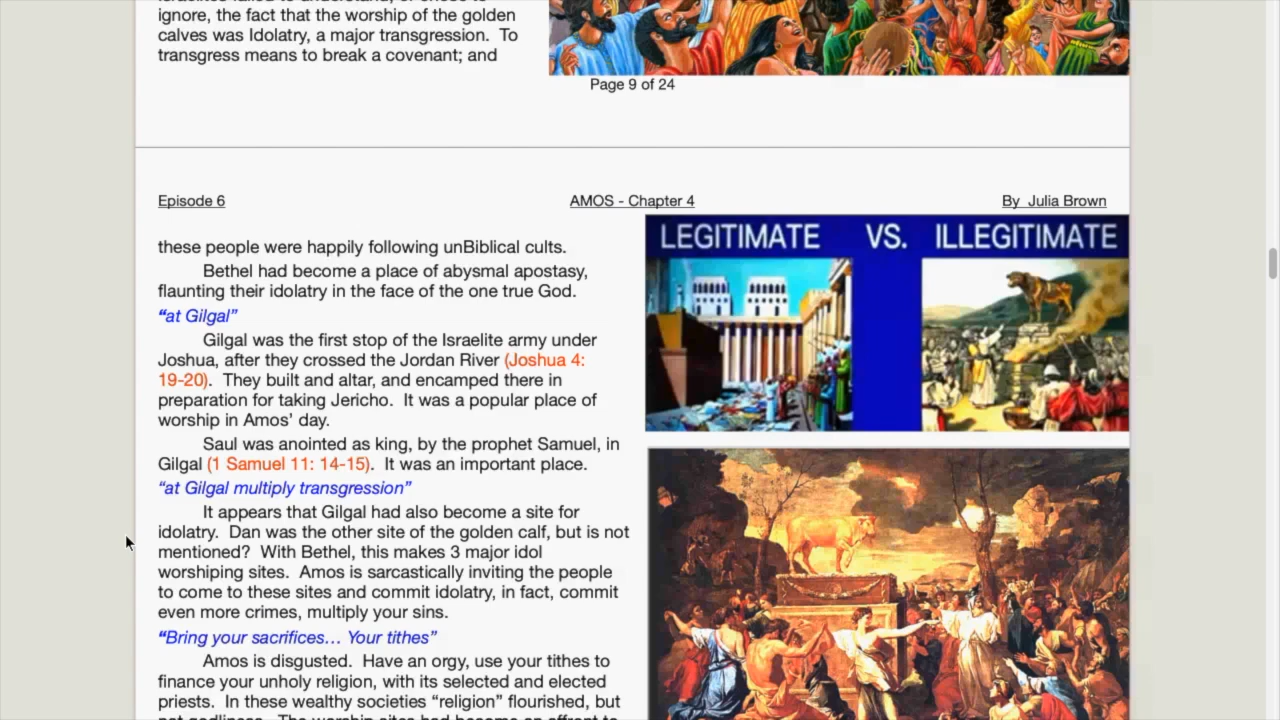 ignore, the fact that the worship of the golden
calves was Idolatry, a major transgression.  To
transgress means to break a covenant; and
Page 9 of 24
Episode 6
AMOS - Chapter 4
By  Julia Brown
these people were happily following unBiblical cults.
Bethel had become a place of abysmal apostasy,
flaunting their idolatry in the face of the one true God.
“at Gilgal”
Gilgal was the first stop of the Israelite army under
Joshua, after they crossed the Jordan River (Joshua 4:
19-20).  They built and altar, and encamped there in
preparation for taking Jericho.  It was a popular place of
worship in Amos’ day.
Saul was anointed as king, by the prophet Samuel, in
Gilgal (1 Samuel 11: 14-15).  It was an important place.
“at Gilgal multiply transgression”
It appears that Gilgal had also become a site for
idolatry.  Dan was the other site of the golden calf, but is not
mentioned?  With Bethel, this makes 3 major idol
worshiping sites.  Amos is sarcastically inviting the people
to come to these sites and commit idolatry, in fact, commit
even more crimes, multiply your sins.
“Bring your sacrifices… Your tithes”
Amos is disgusted.  Have an orgy, use your tithes to
finance your unholy religion, with its selected and elected
priests.  In these wealthy societies “religion” flourished, but
LEGITIMATE VS. ILLEGITIMATE